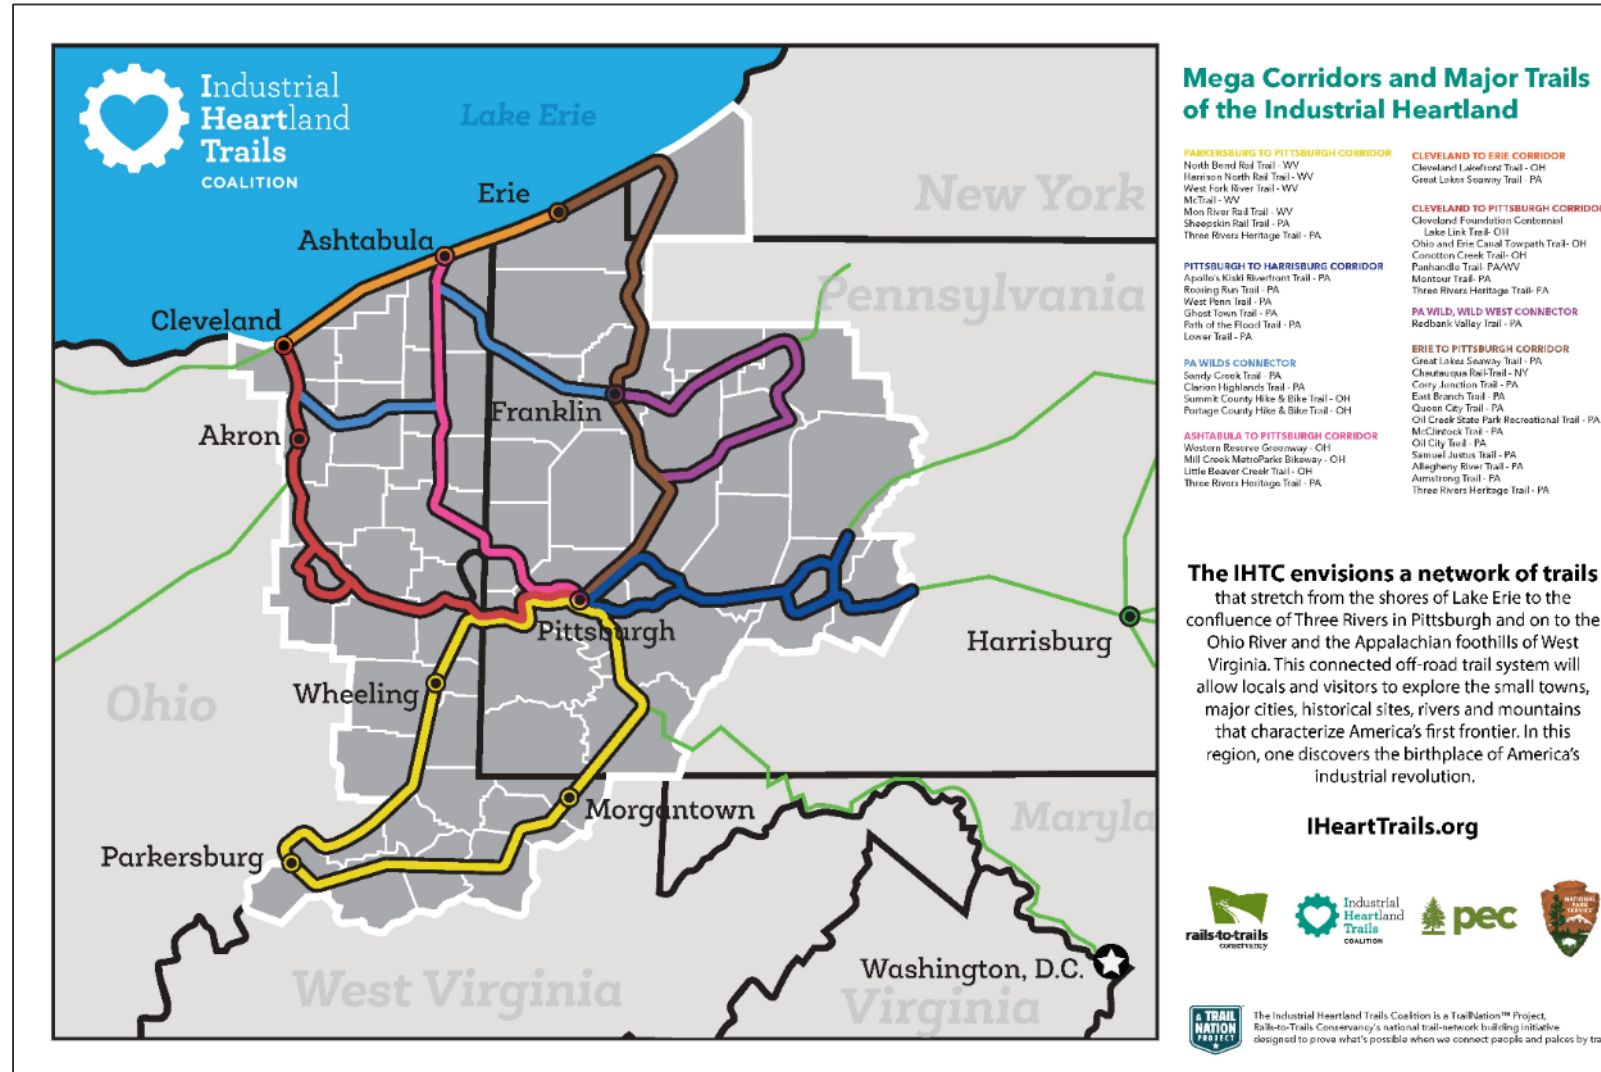 Industrial
Heartland
Trails
COALITION
Lake Erie
Erie
Ashtabula
Cleveland
Akron
Franklin
New York
Pennsylvania
Pittsburgh
Harrisburg
Ohio
Wheeling
Morgantown
Parkersburg
Maryla
West Virginia
Virginia
Washington, D.C.
Mega Corridors and Major Trails
of the Industrial Heartland
PARKERSBURG TO PITTSBURGH CORRIDOR
North Bend Rail Trail - WV
Harrison North Rail Trail - WV
West Fork River Trail - WV
McTrail - WV
Mon River Rail Trail - WV
Sheepskin Rail Trail - PA
Three Rivers Heritage Trail - PA
PITTSBURGH TO HARRISBURG CORRIDOR
Apollo's Kiski Riverfront Trail - PA
Roaring Run Trail - PA
West Penn Trail - PA
Ghost Town Trail - PA
Path of the Flood Trail - PA
Lower Trail - PA
PA WILDS CONNECTOR
Sandy Creek Trail - PA
Clarion Highlands Trail - PA
Summit County Hike & Bike Trail - OH
Portage County Hike & Bike Trail - OH
ASHTABULA TO PITTSBURGH CORRIDOR
Western Reserve Greenway - OH
Mill Creek MetroParks Bikeway - OH
Little Beaver Creek Trail - OH
Three Rivers Heritage Trail - PA
CLEVELAND TO ERIE CORRIDOR
Cleveland Lakefront Trail - OH
Great Lakes Seaway Trail - PA
CLEVELAND TO PITTSBURGH CORRIDOR
Cleveland Foundation Centennial
Lake Link Trail- OH
Ohio and Erie Canal Towpath Trail- OH
Conotton Creek Trail- OH
Panhandle Trail- PA/WV
Montour Trail- PA
Three Rivers Heritage Trail- PA
PA WILD, WILD WEST CONNECTOR
Redbank Valley Trail - PA
ERIE TO PITTSBURGH CORRIDOR
Great Lakes Seaway Trail - PA
Chautauqua Rail-Trail - NY
Corry Junction Trail - PA
East Branch Trail - PA
Queen City Trail - PA
Oil Creek State Park Recreational Trail - PA
McClintock Trail - PA
Oil City Trail - PA
Samuel Justus Trail - PA
Allegheny River Trail - PA
Armstrong Trail - PA
Three Rivers Heritage Trail - PA
The IHTC envisions a network of trails
that stretch from the shores of Lake Erie to the
confluence of Three Rivers in Pittsburgh and on to the
Ohio River and the Appalachian foothills of West
Virginia. This connected off-road trail system will
allow locals and visitors to explore the small towns,
major cities, historical sites, rivers and mountains
that characterize America's first frontier. In this
region, one discovers the birthplace of America's
industrial revolution.
IHeartTrails.org
rails-to-trails
conservancy
Industrial
Heartland
Trails
COALITION
pec
NATIONAL
PARK
SERVICE
A TRAIL
NATION
PROJECT
The Industrial Heartland Trails Coalition is a TrailNation™ Project,
Rails-to-Trails Conservancy's national trail-network building initiative
designed to prove what's possible when we connect people and palces by tra